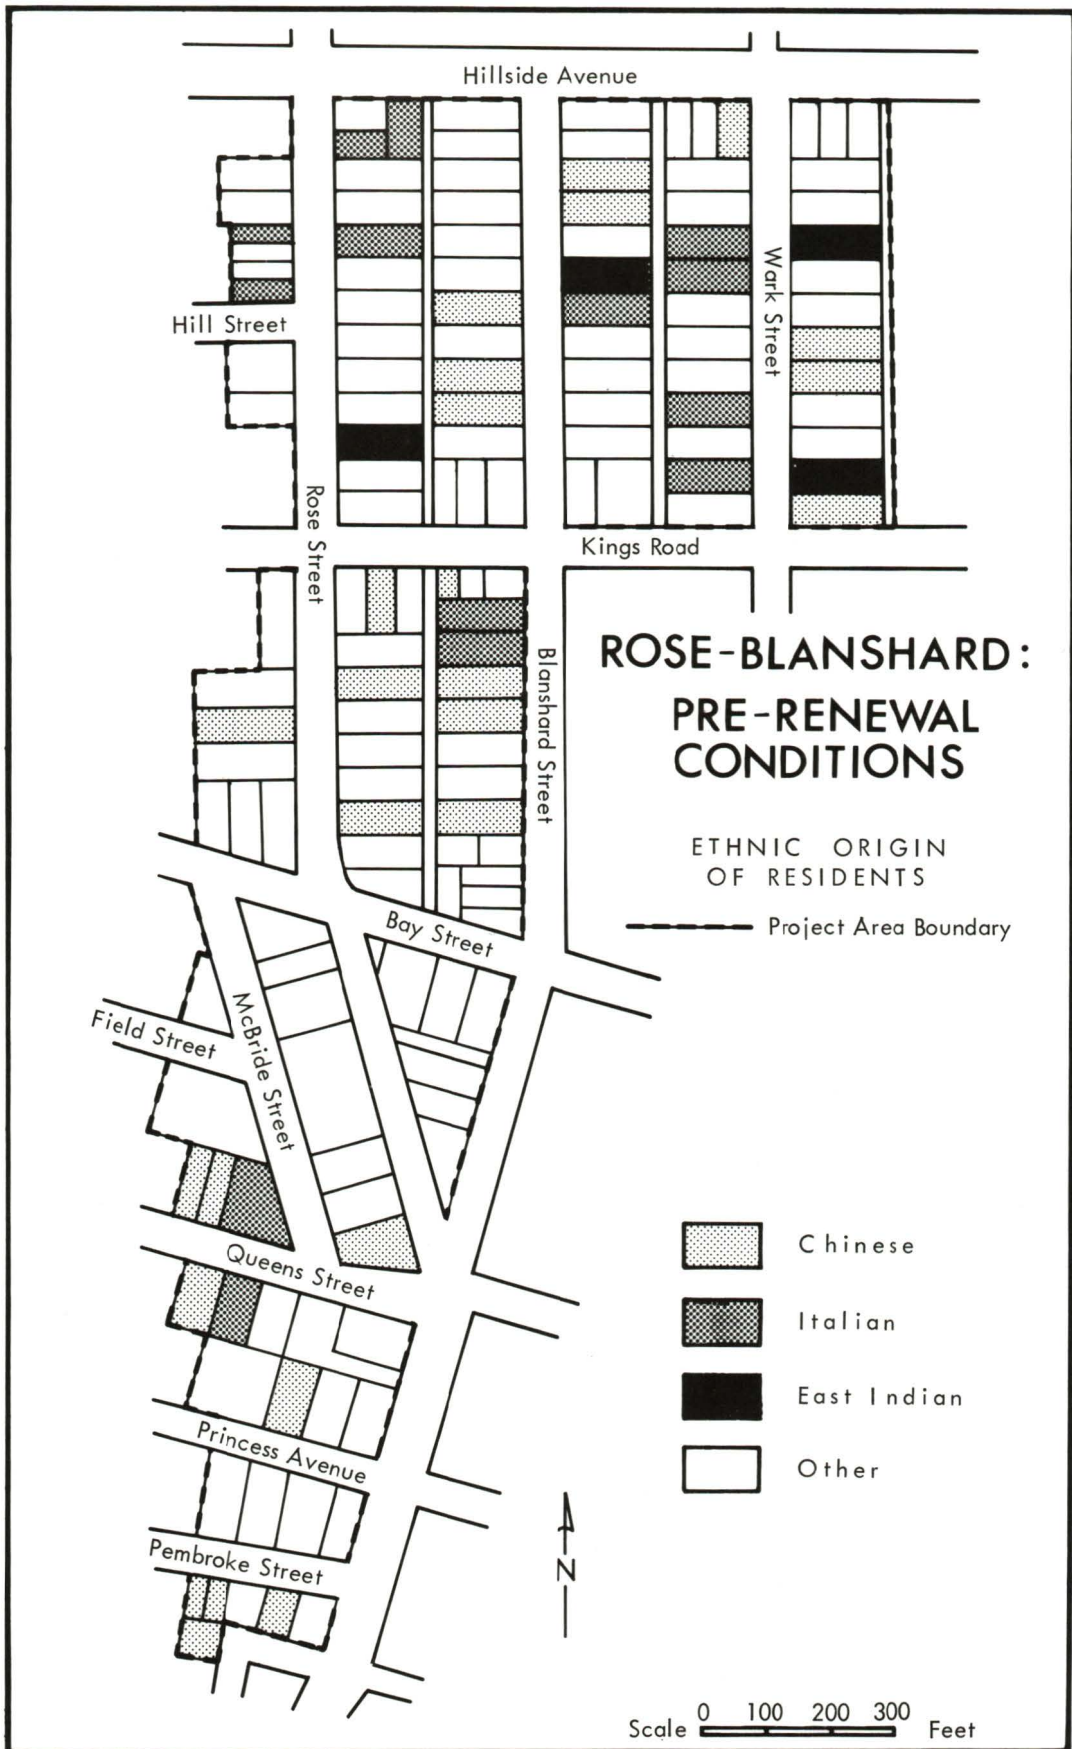 Hillside Avenue
Wark Street
Hill Street
Rose Street
Kings Road
ROSE-BLANSHARD:
PRE-RENEWAL
CONDITIONS
Blanshard Street
ETHNIC ORIGIN
OF RESIDENTS
Project Area Boundary
Bay Street
McBride Street
Field Street
Queens Street
Chinese
Italian
East Indian
Other
Princess Avenue
Pembroke Street
N
Scale 0 100 200 300 Feet